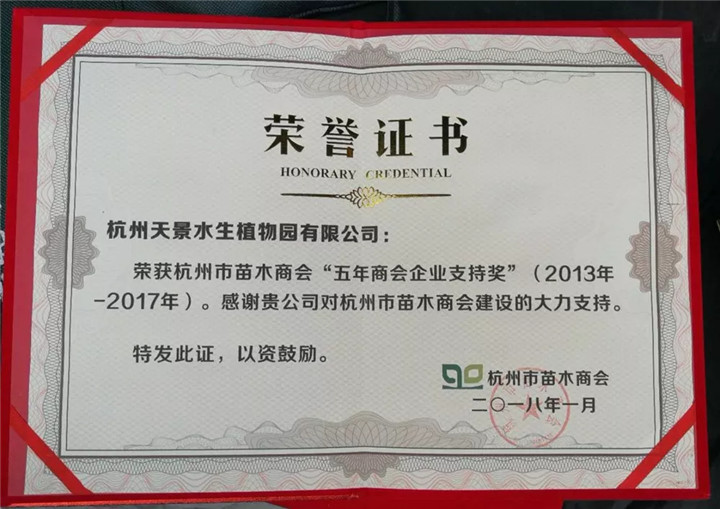 荣誉证书
HONORARY CREDENTIAL
杭州天景水生植物园有限公司：
荣获杭州市苗木商会“五年商会企业支持奖”（2013年
-2017年）。感谢贵公司对杭州市苗木商会建设的大力支持。
特发此证，以资鼓励。
杭州市苗木商会
二〇一八年一月